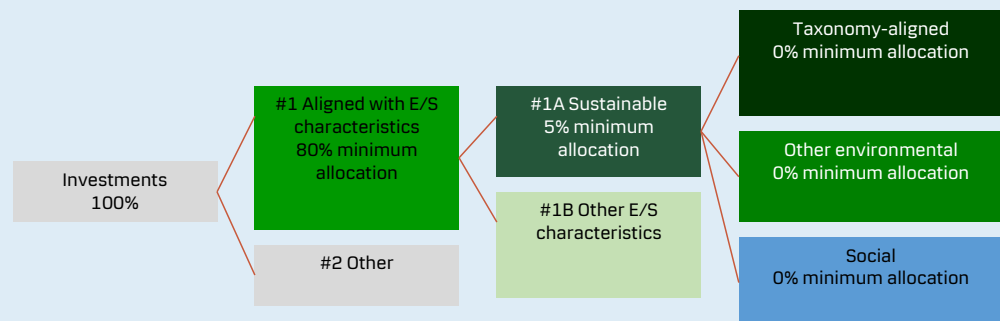 Investments
100%
#1 Aligned with E/S
characteristics
80% minimum
allocation
#2 Other
#1A Sustainable
5% minimum
allocation
#1B Other E/S
characteristics
Taxonomy-aligned
0% minimum allocation
Other environmental
0% minimum allocation
Social
0% minimum allocation